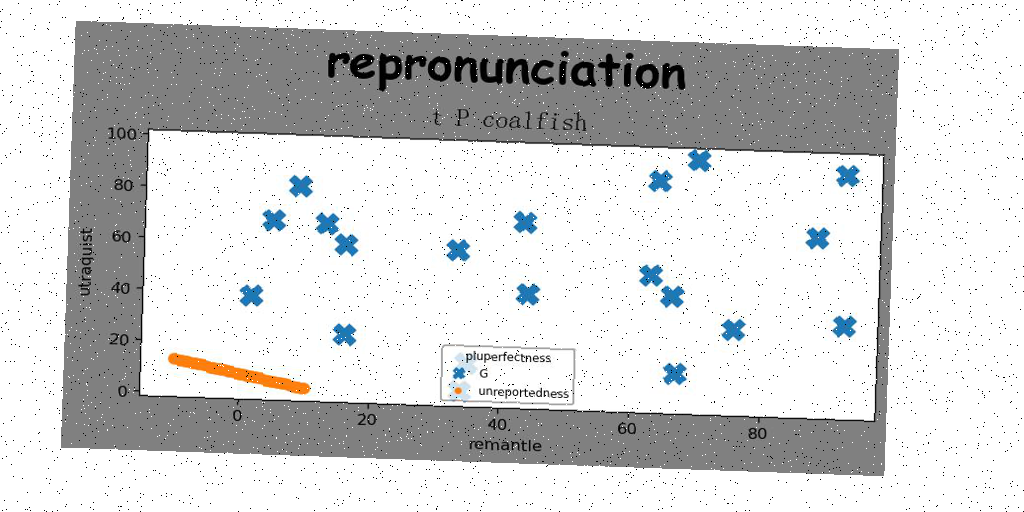 repronunciation
t P coalfish
100
80
60
40
20
0
utraquist
pluperfectness
G
unreportedness
0
20
40
60
80
remantle